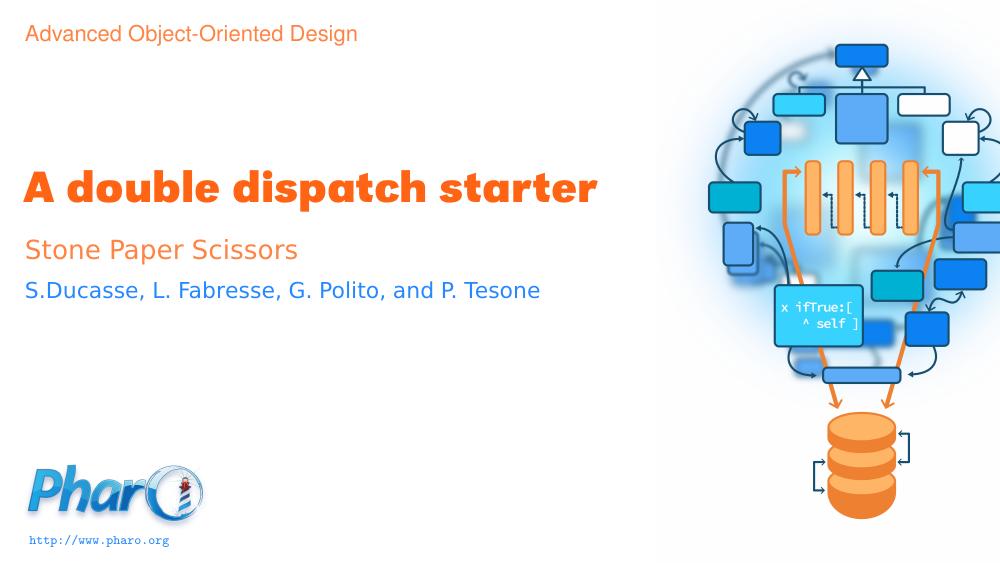 Advanced Object-Oriented Design
A double dispatch starter
Stone Paper Scissors
S.Ducasse, L. Fabresse, G. Polito, and P. Tesone
x ifTrue:[
^ self ]
Pharo
http://www.pharo.org